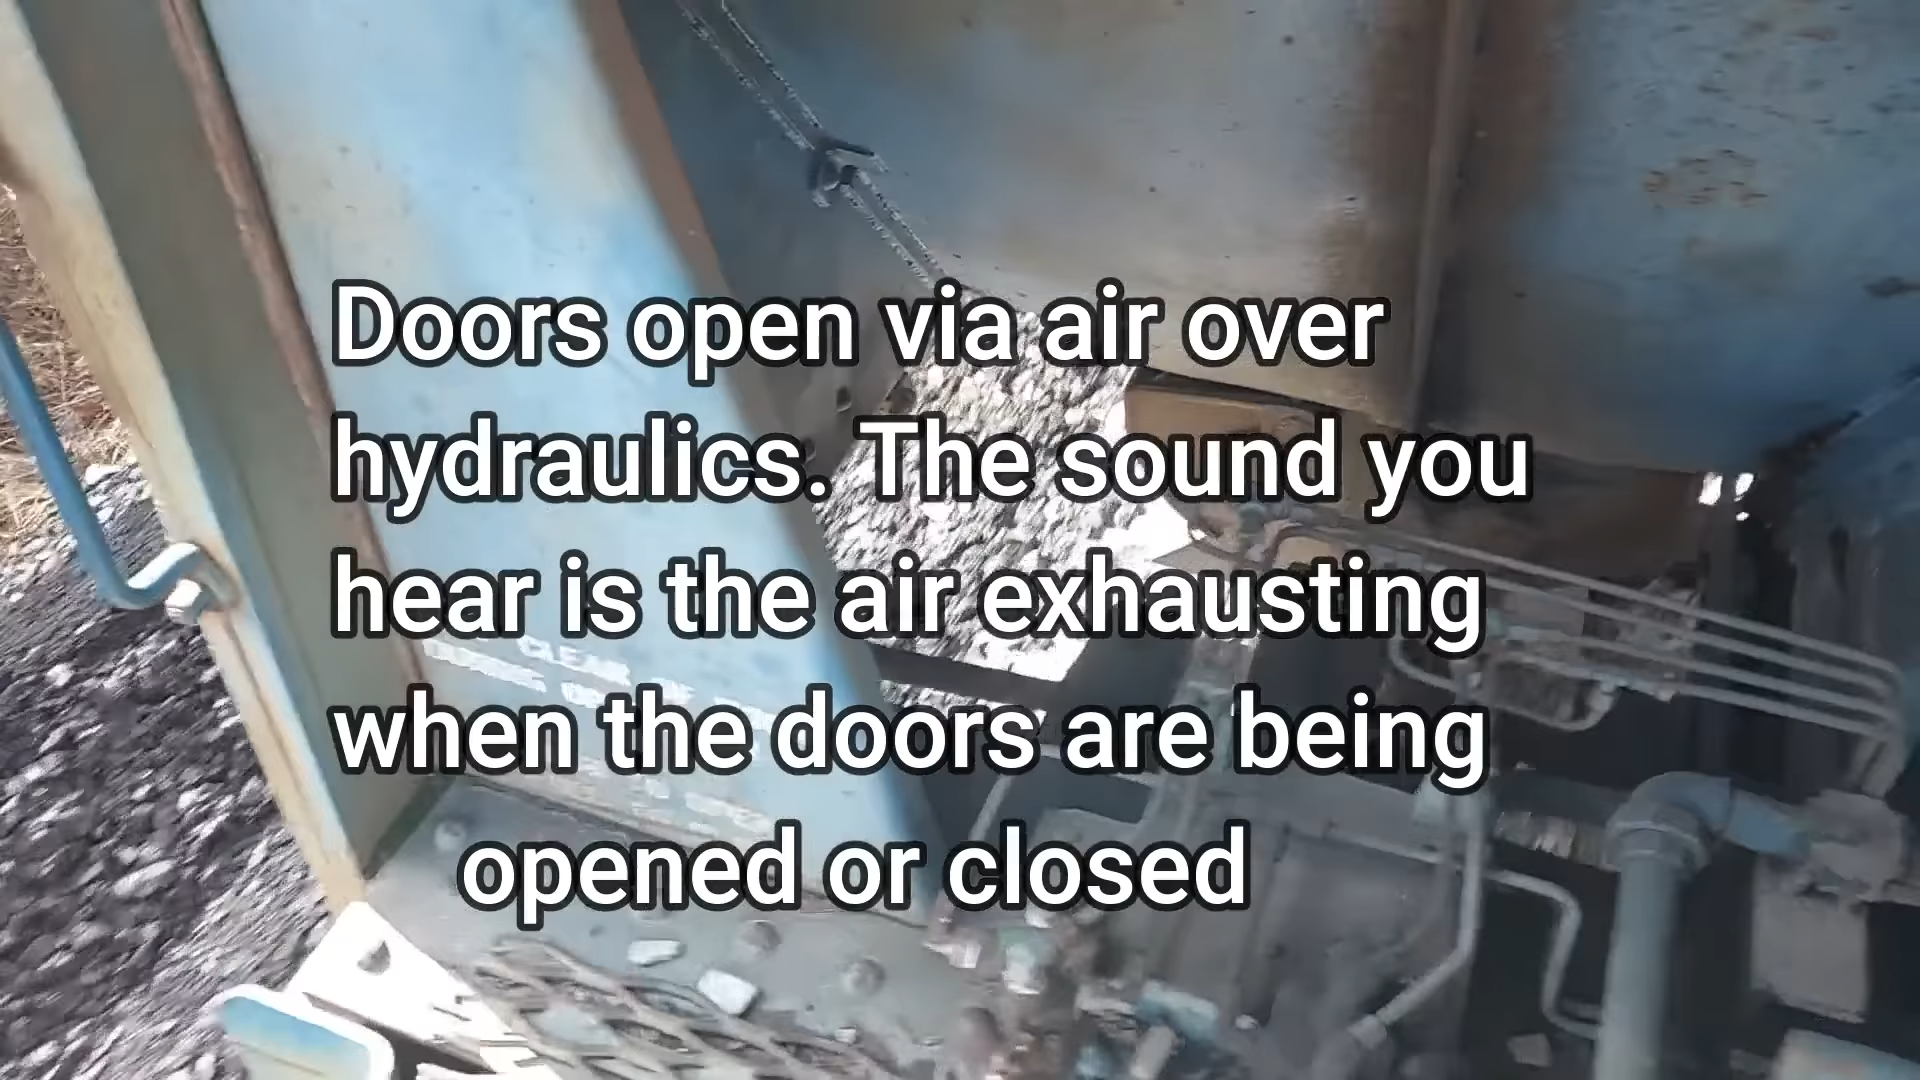 Doors open via air over
hydraulics. The sound you
hear is the air exhausting
when the doors are being
opened or closed
CLEAR